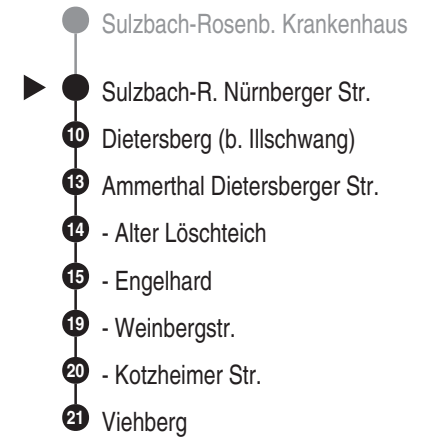 Sulzbach-Rosenb. Krankenhaus
Sulzbach-R. Nürnberger Str.
10 Dietersberg (b. Illschwang)
13 Ammerthal Dietersberger Str.
14 - Alter Löschteich
15 - Engelhard
19 - Weinbergstr.
20 - Kotzheimer Str.
21 Viehberg